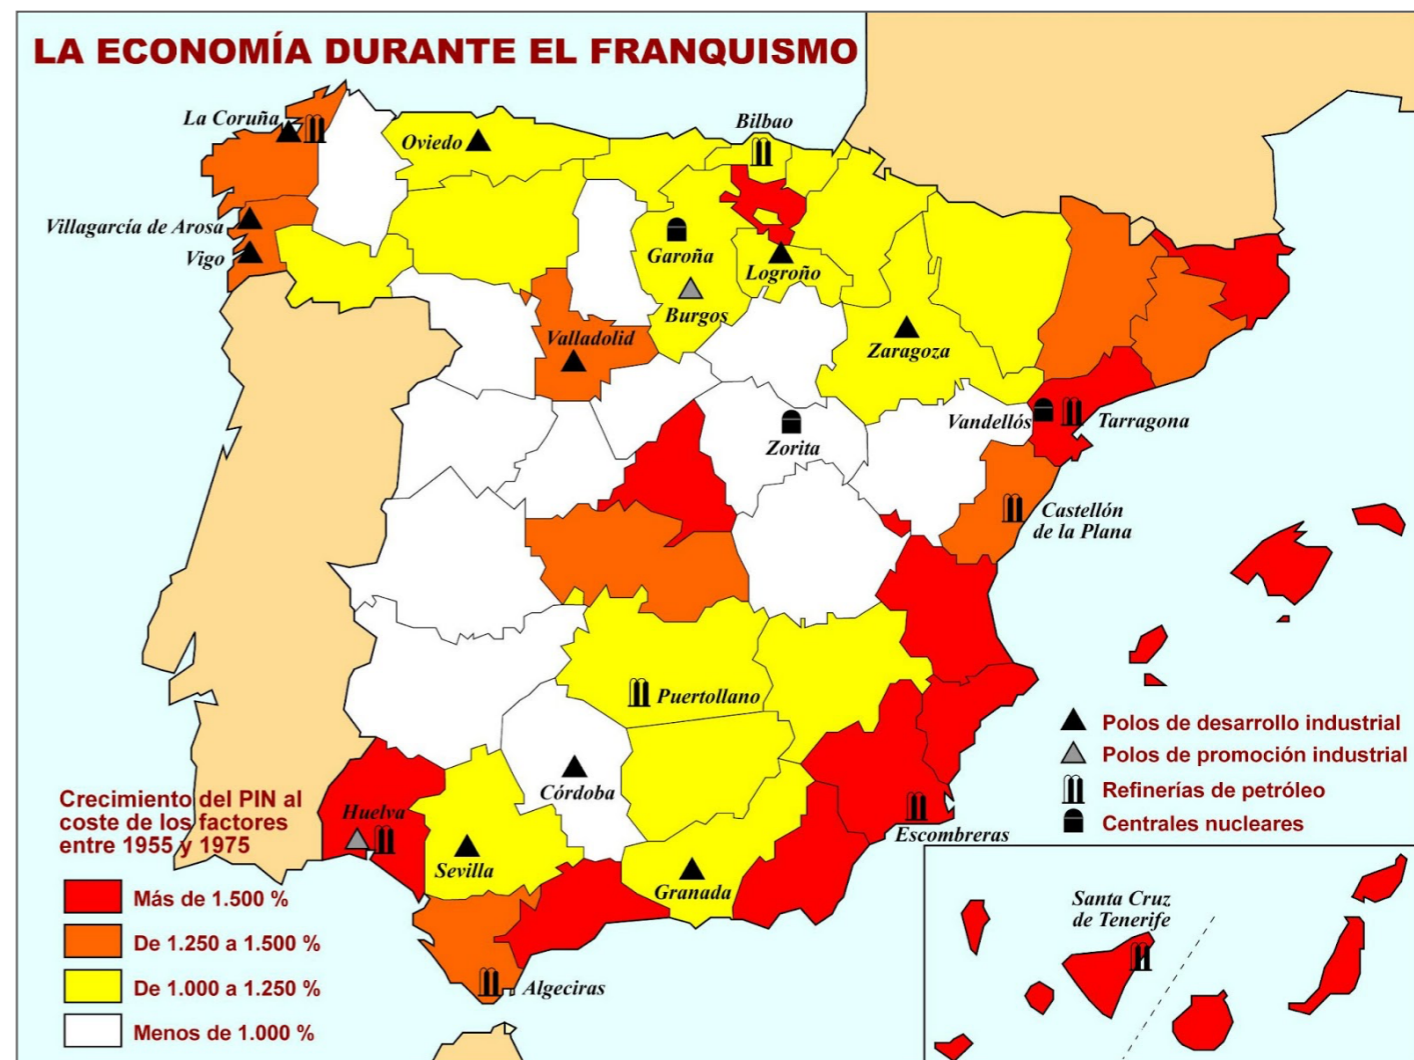 LA ECONOMÍA DURANTE EL FRANQUISMO
La Coruña
Oviedo
Bilbao
Villagarcía de Arosa
Vigo
Garoña
Logroño
Burgos
Valladolid
Zaragoza
Vandellós
Tarragona
Zorita
Castellón
de la Plana
Puertollano
Córdoba
Huelva
Sevilla
Granada
Escombreras
Algeciras
Santa Cruz
de Tenerife
Polos de desarrollo industrial
Polos de promoción industrial
Refinerías de petróleo
Centrales nucleares
Crecimiento del PIN al
coste de los factores
entre 1955 y 1975
Más de 1.500 %
De 1.250 a 1.500 %
De 1.000 a 1.250 %
Menos de 1.000 %